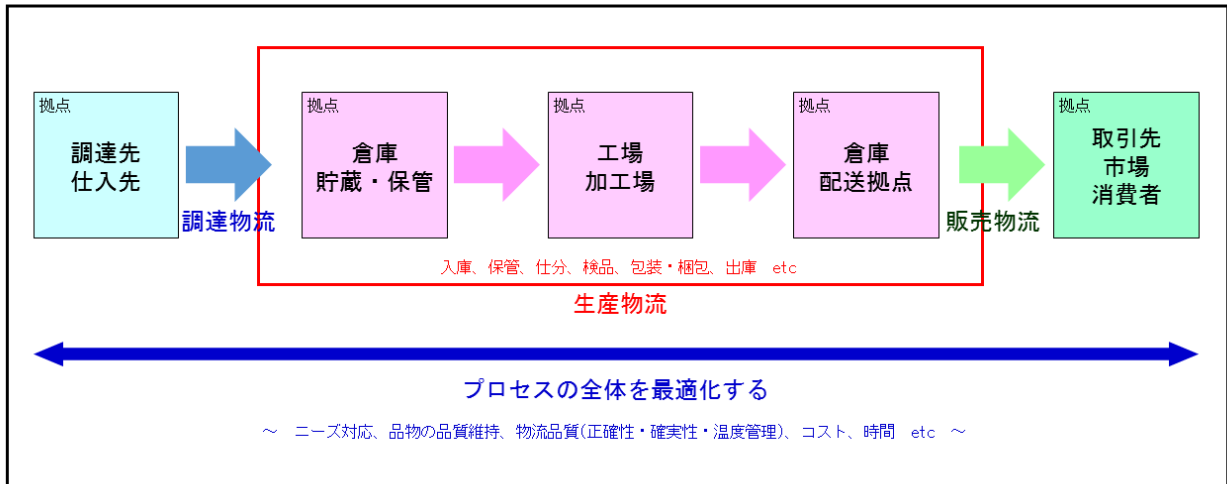 拠点
調達先
仕入先
調達物流
拠点
倉庫
貯蔵・保管
拠点
工場
加工場
拠点
倉庫
配送拠点
販売物流
拠点
取引先
市場
消費者
入庫、保管、仕分、検品、包装・梱包、出庫　etc
生産物流
プロセスの全体を最適化する
～　ニーズ対応、品物の品質維持、物流品質(正確性・確実性・温度管理)、コスト、時間　etc　～